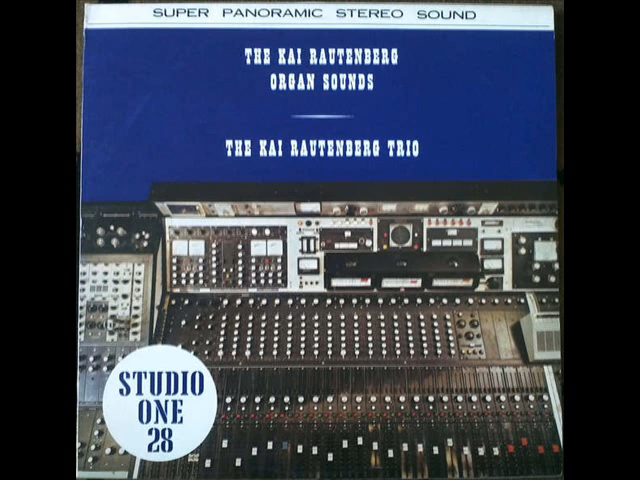 SUPER PANORAMIC STEREO SOUND
THE KAI RAUTENBERG
ORGAN SOUNDS
THE KAI RAUTENBERG TRIO
STUDIO
ONE
28